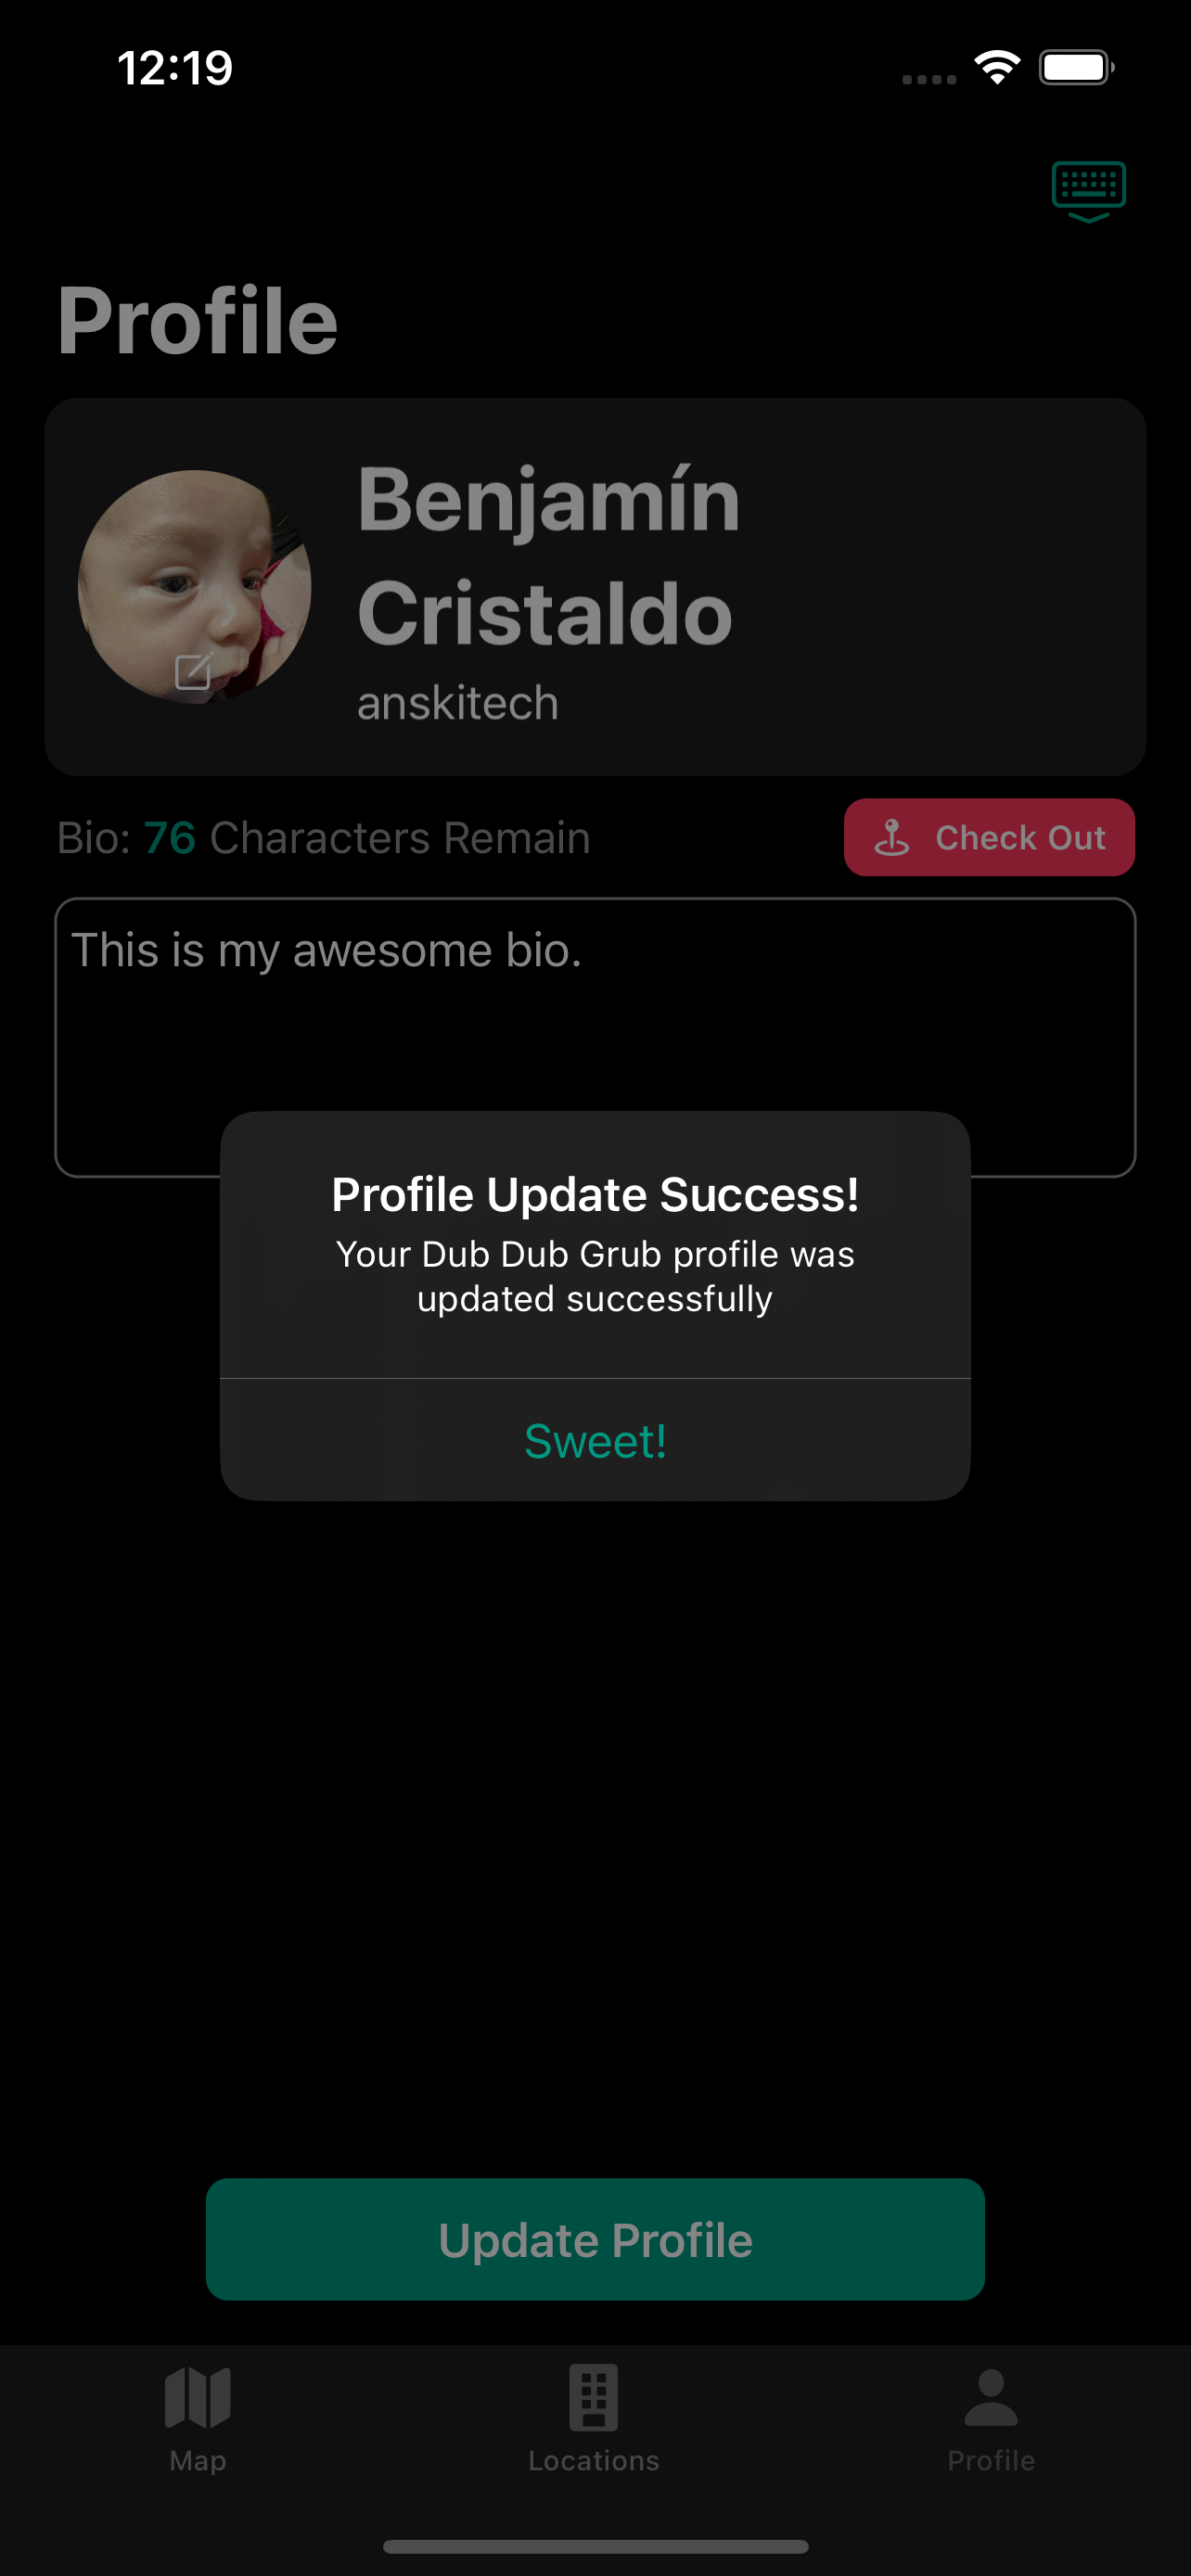 12:19
Profile
Benjamín
Cristaldo
anskitech
Bio: 76 Characters Remain
Check Out
This is my awesome bio.
Profile Update Success!
Your Dub Dub Grub profile was
updated successfully
Sweet!
Update Profile
Map
Locations
Profile